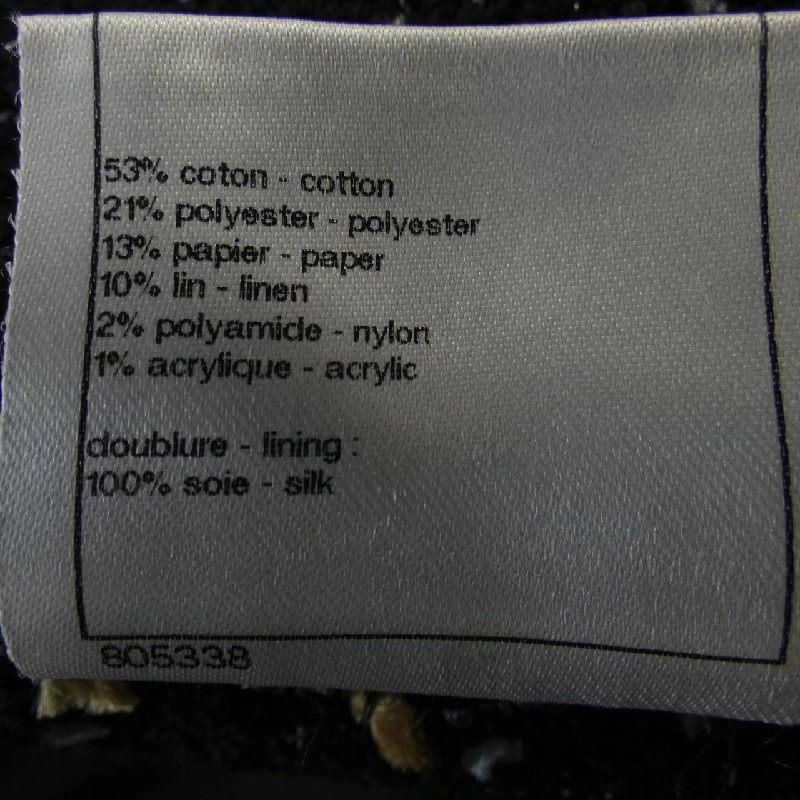 53% coton - cotton
21% polyester - polyester
13% papier - paper
10% lin - linen
2% polyamide - nylon
1% acrylique - acrylic
doublure - lining :
100% soie - silk
805338